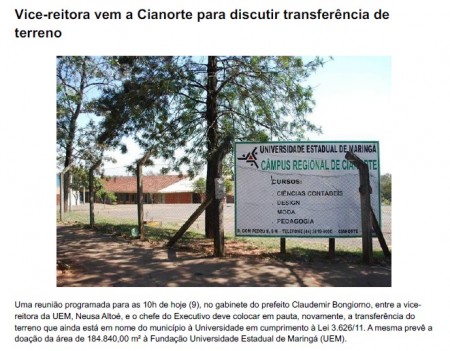 Vice-reitora vem a Cianorte para discutir transferência de
terreno
UNIVERSIDADE ESTADUAL DE MARINGÁ
CÂMPUS REGIONAL DE CIANORTE
CURSOS:
- CIÊNCIAS CONTÁBEIS
- DESIGN
- MODA
- PEDAGOGIA
TELEFONE (44)
Uma reunião programada para as 10h de hoje (9), no gabinete do prefeito Claudemir Bongiorno, entre a vice-
reitora da UEM, Neusa Altoé, e o chefe do Executivo deve colocar em pauta, novamente, a transferência do
terreno que ainda está em nome do município à Universidade em cumprimento à Lei 3.626/11. A mesma prevê a
doação da área de 184.840,00 m² à Fundação Universidade Estadual de Maringá (UEM).